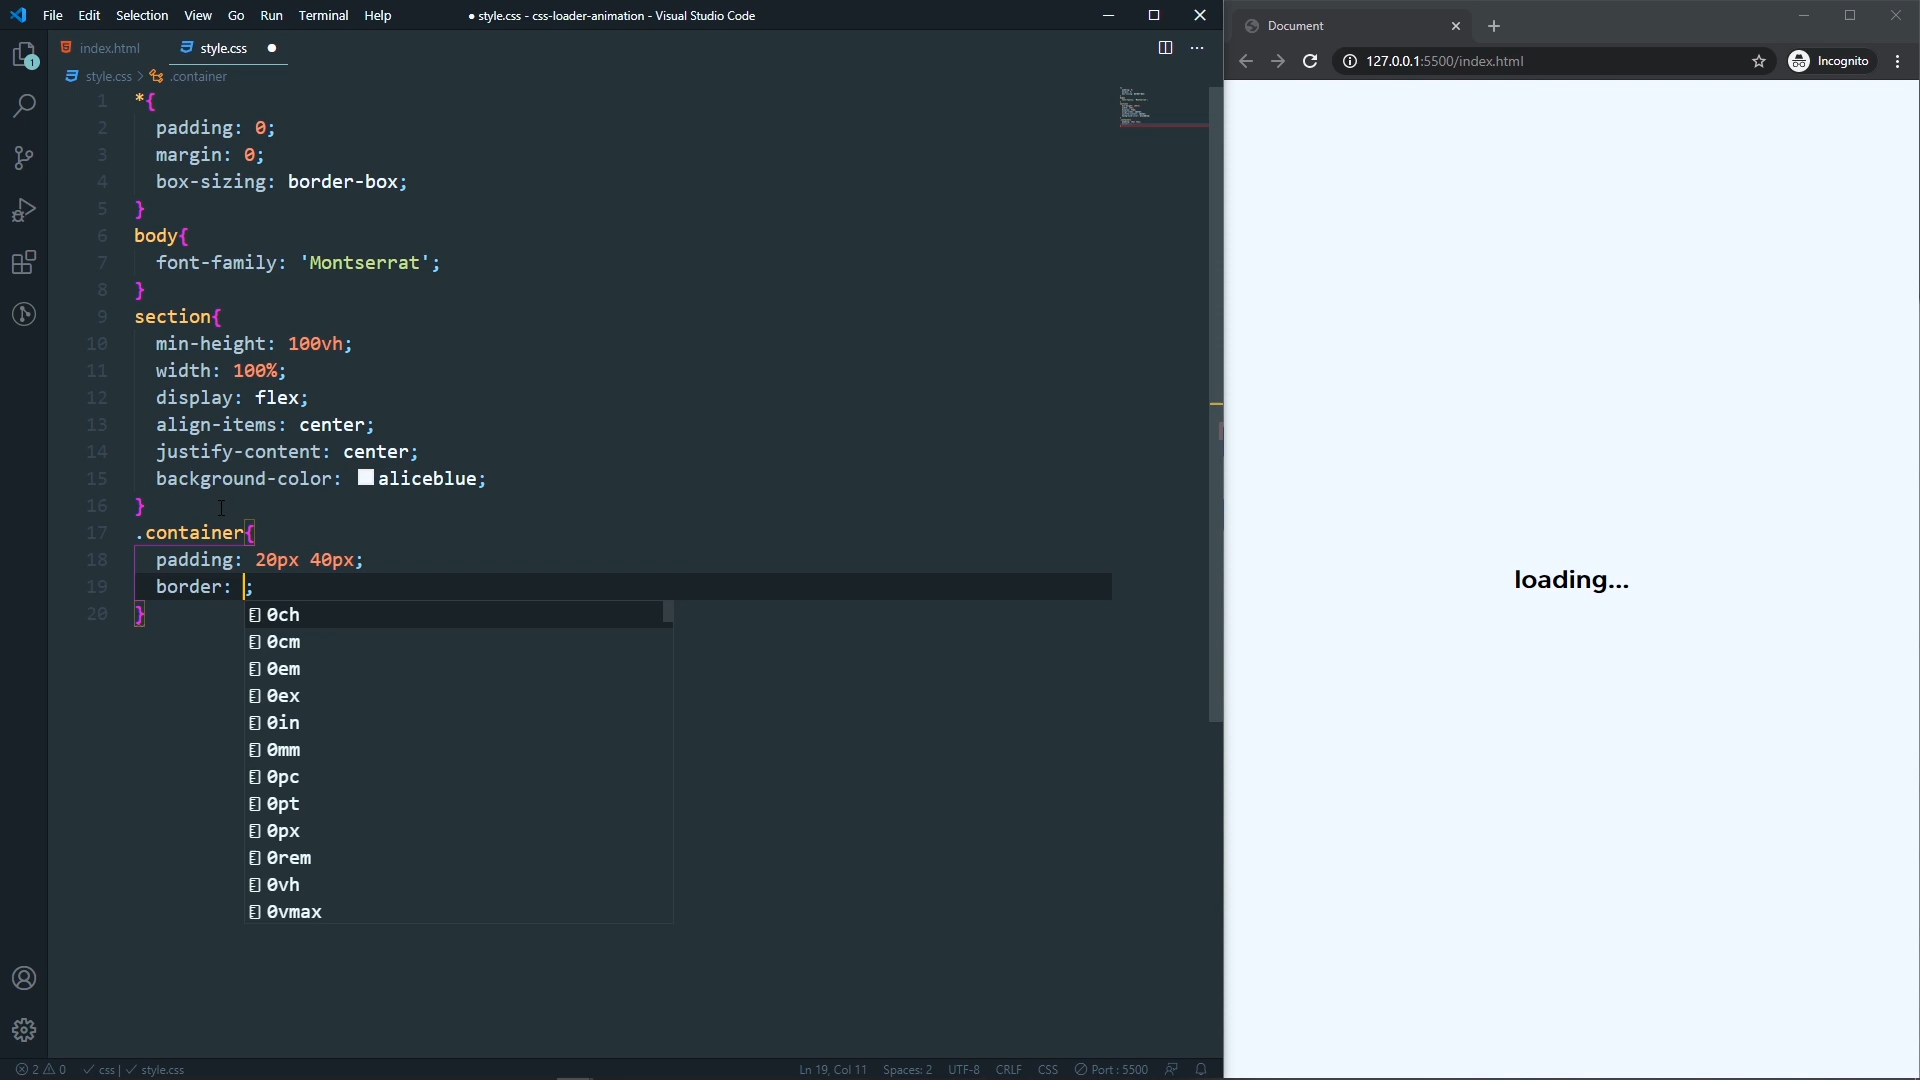 File Edit Selection View Go Run Terminal Help
● style.css - css-loader-animation - Visual Studio Code
index.html style.css ●
style.css > .container
1 *{
2 padding: 0;
3 margin: 0;
4 box-sizing: border-box;
5 }
6 body{
7 font-family: 'Montserrat';
8 }
9 section{
10 min-height: 100vh;
11 width: 100%;
12 display: flex;
13 align-items: center;
14 justify-content: center;
15 background-color: aliceblue;
16 }
17 .container{
18 padding: 20px 40px;
19 border: ;
20 }
0ch
0cm
0em
0ex
0in
0mm
0pc
0pt
0px
0rem
0vh
0vmax
1
2 0 css | style.css
Ln 19, Col 11 Spaces: 2 UTF-8 CRLF CSS Port : 5500
Document
127.0.0.1:5500/index.html
Incognito
loading...